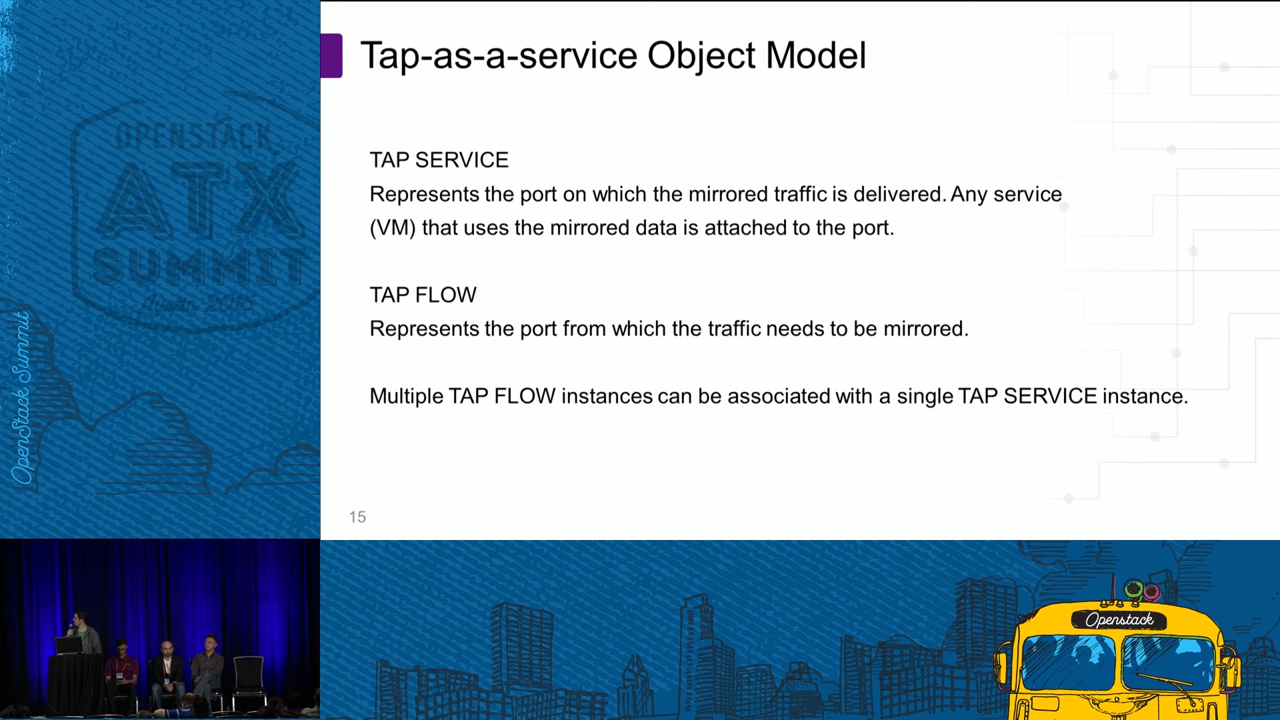 Tap-as-a-service Object Model
TAP SERVICE
Represents the port on which the mirrored traffic is delivered. Any service
(VM) that uses the mirrored data is attached to the port.
TAP FLOW
Represents the port from which the traffic needs to be mirrored.
Multiple TAP FLOW instances can be associated with a single TAP SERVICE instance.
15
OPENSTACK
ATX
SUMMIT
Austin 2016
OpenStack Summit
Openstack